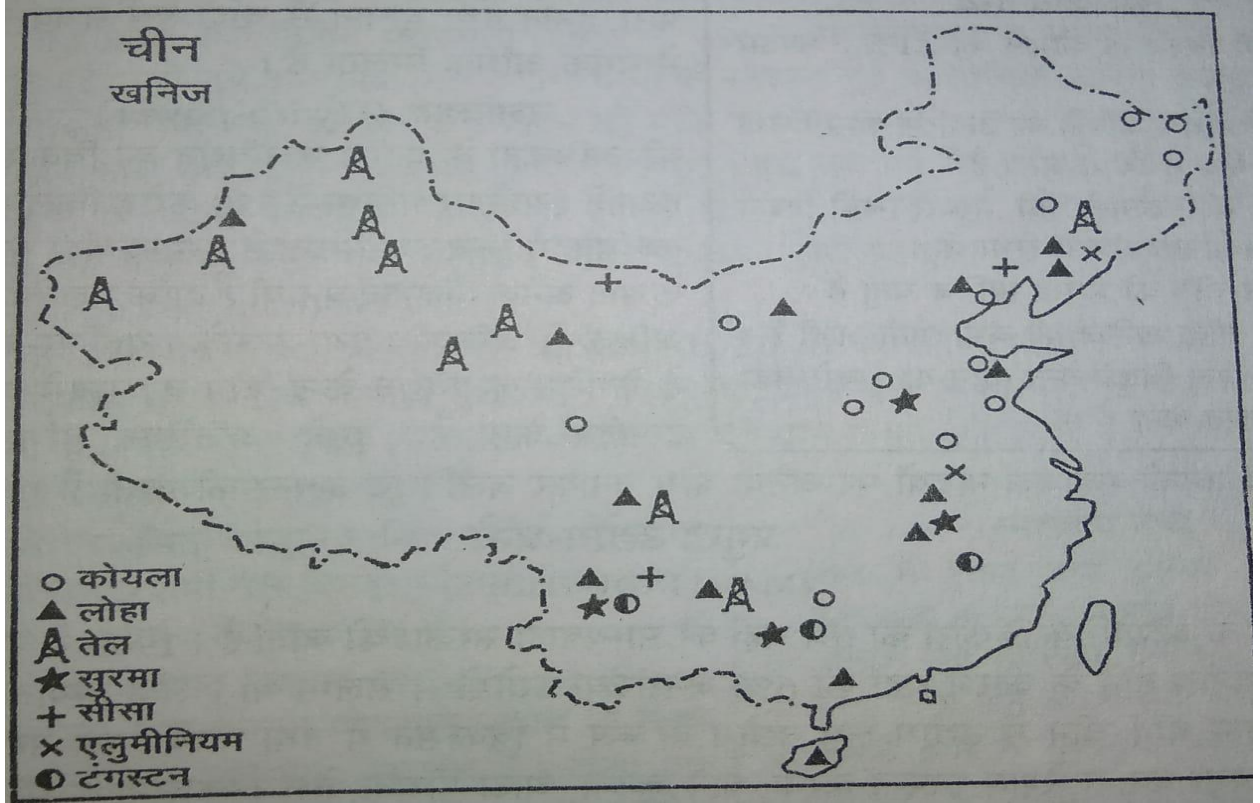 चीन
खनिज
कोयला
लोहा
तेल
सुरमा
सीसा
एलुमीनियम
टंगस्टन